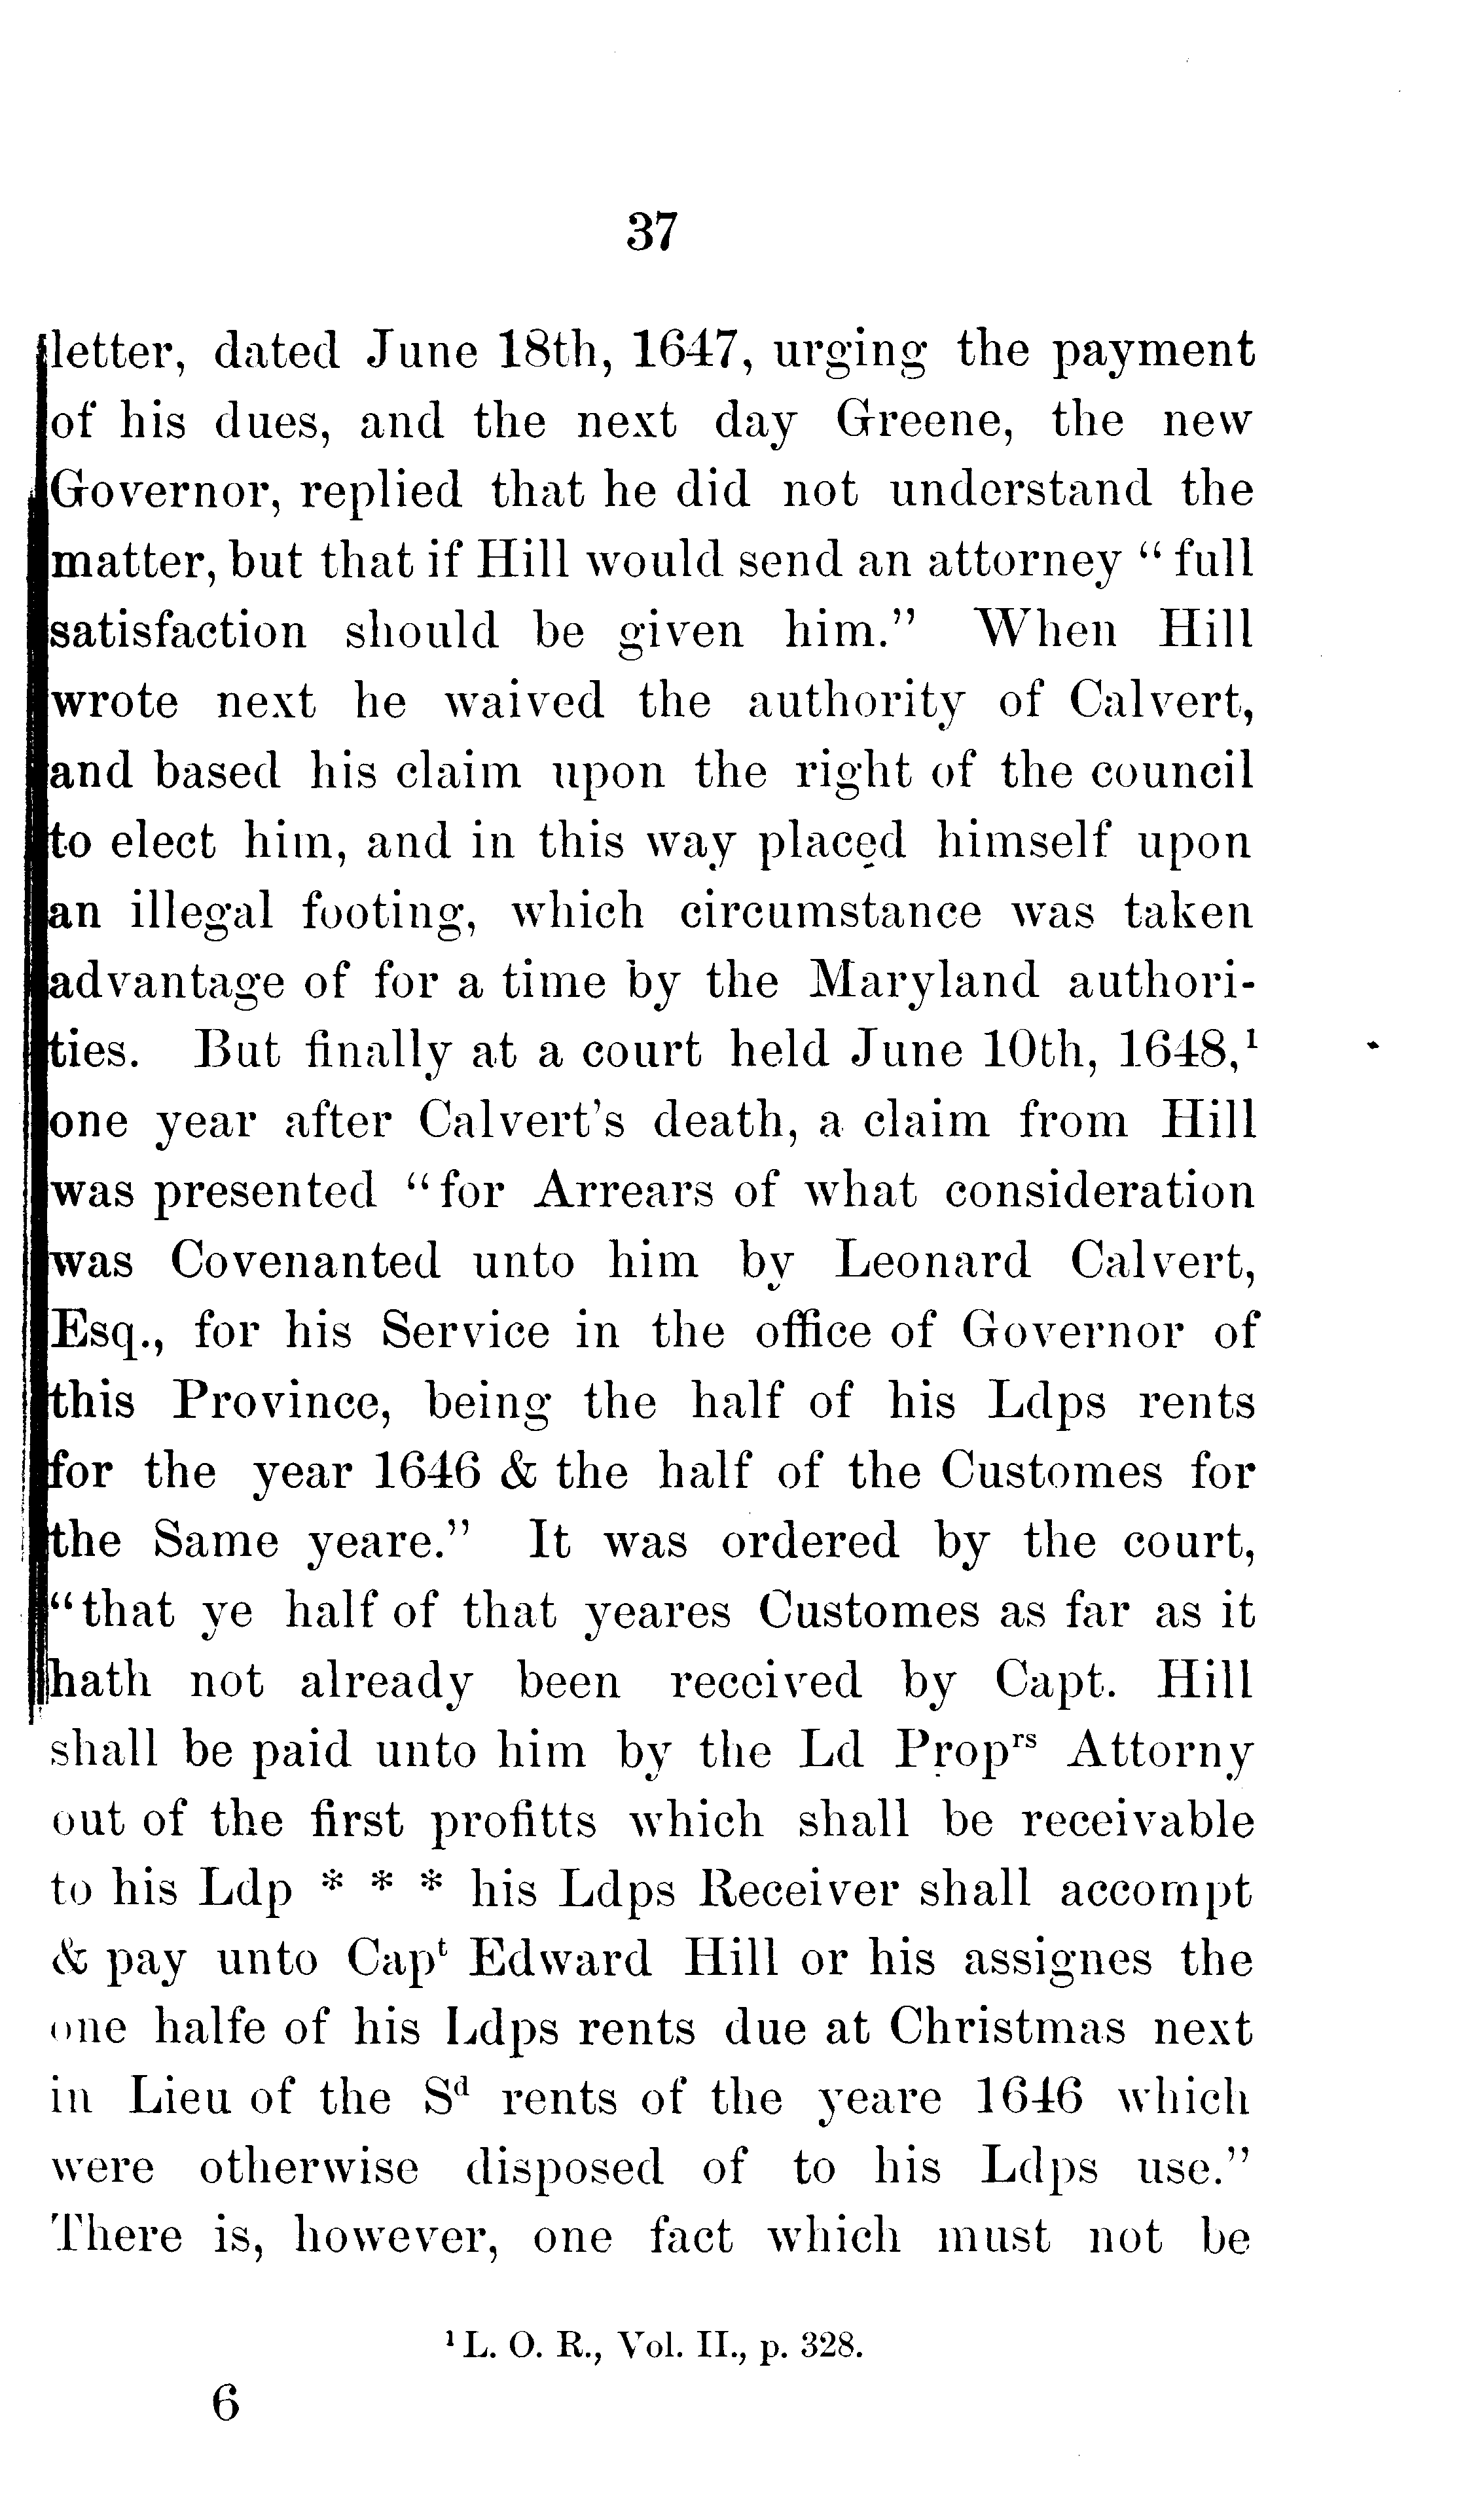 37
letter, dated June 18th, 1647, urging the payment
of his dues, and the next day Greene, the new
Governor, replied that he did not understand the
matter, but that if Hill would send an attorney “full
satisfaction should be given him.” When Hill
wrote next he waived the authority of Calvert,
and based his claim upon the right of the council
to elect him, and in this way placed himself upon
an illegal footing, which circumstance was taken
advantage of for a time by the Maryland authori-
ties. But finally at a court held June 10th, 1648,¹
one year after Calvert’s death, a claim from Hill
was presented “for Arrears of what consideration
was Covenanted unto him by Leonard Calvert,
Esq., for his Service in the office of Governor of
this Province, being the half of his Ldps rents
for the year 1646 & the half of the Customes for
the Same yeare.” It was ordered by the court,
“that ye half of that yeares Customes as far as it
hath not already been received by Capt. Hill
shall be paid unto him by the Ld Propʳˢ Attorny
out of the first profitts which shall be receivable
to his Ldp * * * his Ldps Receiver shall accompt
& pay unto Capᵗ Edward Hill or his assignes the
one halfe of his Ldps rents due at Christmas next
in Lieu of the Sᵈ rents of the yeare 1646 which
were otherwise disposed of to his Ldps use.”
There is, however, one fact which must not be
¹ L. O. R., Vol. II., p. 328.
6